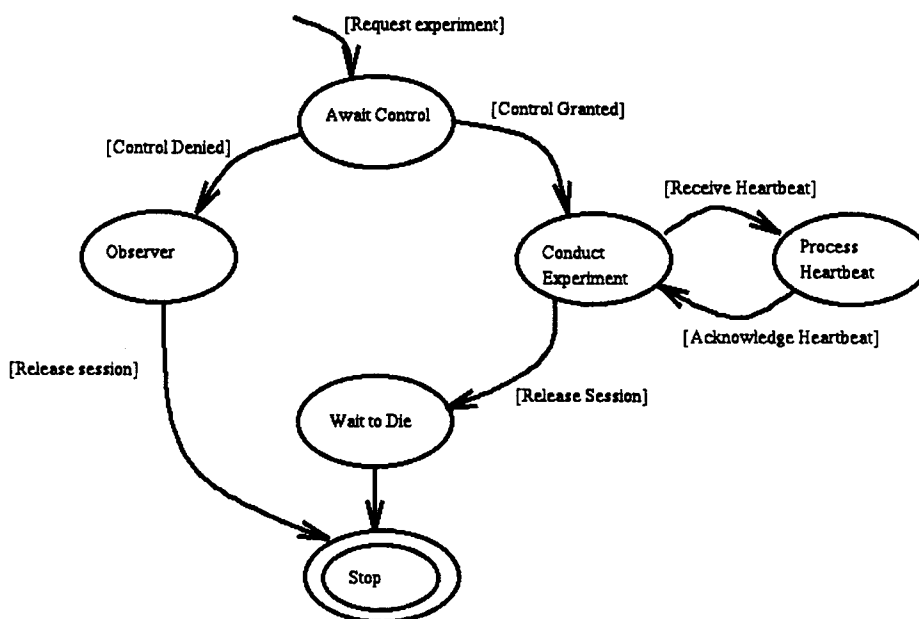 [Request experiment]
Await Control
[Control Granted]
[Control Denied]
[Receive Heartbeat]
Observer
Conduct
Experiment
Process
Heartbeat
[Acknowledge Heartbeat]
[Release session]
[Release Session]
Wait to Die
Stop